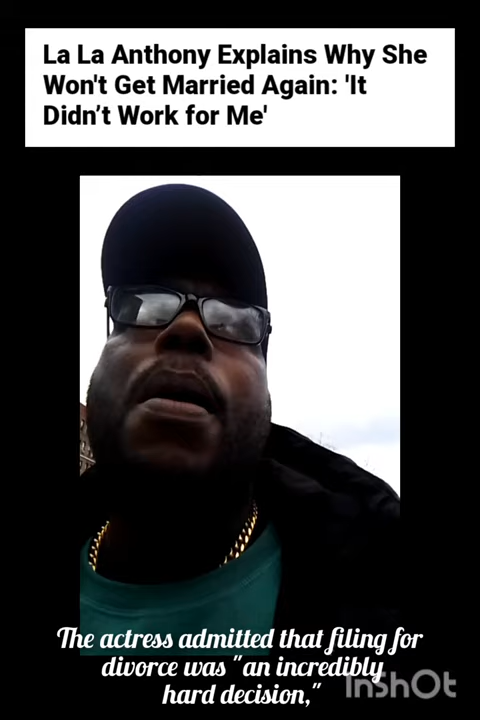 La La Anthony Explains Why She
Won't Get Married Again: 'It
Didn’t Work for Me'
The actress admitted that filing for
divorce was "an incredibly
hard decision,"
InShOt